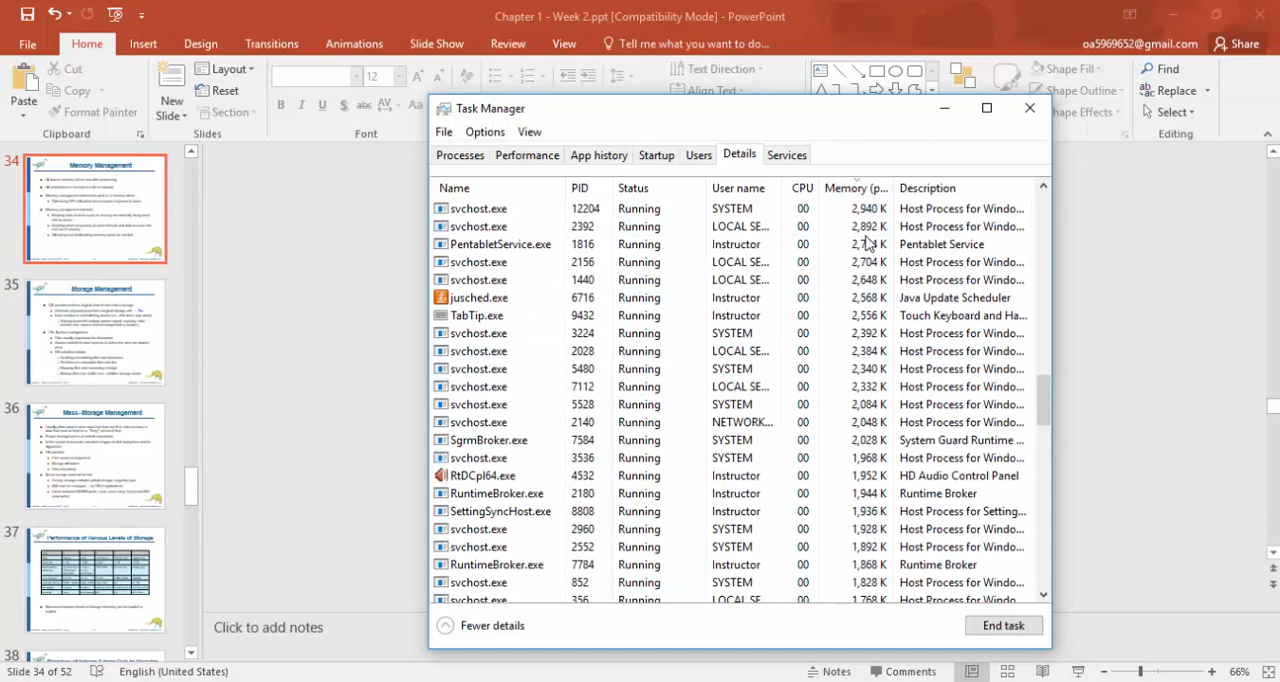 Chapter 1 - Week 2.ppt [Compatibility Mode] - PowerPoint
File Home Insert Design Transitions Animations Slide Show Review View Tell me what you want to do... oa5969652@gmail.com Share
Paste
Cut
Copy
Format Painter
Clipboard
New Slide
Layout
Reset
Section
Slides
12
B I U S abc AV Aa
Font
Text Direction
Align Text
Shape Fill
Shape Outline
Shape Effects
Find
Replace
Select
Editing
34
Memory Management
35
Storage Management
36
Mass-Storage Management
37
Performance of Various Levels of Storage
38
Task Manager
File Options View
Processes Performance App history Startup Users Details Services
Name PID Status User name CPU Memory (p... Description
svchost.exe 12204 Running SYSTEM 00 2,940 K Host Process for Windo...
svchost.exe 2392 Running LOCAL SE... 00 2,892 K Host Process for Windo...
PentabletService.exe 1816 Running Instructor 00 Pentablet Service
svchost.exe 2156 Running LOCAL SE... 00 2,704 K Host Process for Windo...
svchost.exe 1440 Running LOCAL SE... 00 2,648 K Host Process for Windo...
jusched.exe 6716 Running Instructor 00 2,568 K Java Update Scheduler
TabTip.exe 9432 Running Instructor 00 2,556 K Touch Keyboard and Ha...
svchost.exe 3224 Running SYSTEM 00 2,392 K Host Process for Windo...
svchost.exe 2028 Running LOCAL SE... 00 2,384 K Host Process for Windo...
svchost.exe 5480 Running SYSTEM 00 2,340 K Host Process for Windo...
svchost.exe 7112 Running LOCAL SE... 00 2,332 K Host Process for Windo...
svchost.exe 5528 Running SYSTEM 00 2,084 K Host Process for Windo...
svchost.exe 2140 Running NETWORK... 00 2,048 K Host Process for Windo...
SgrmBroker.exe 7584 Running SYSTEM 00 2,028 K System Guard Runtime ...
svchost.exe 3536 Running SYSTEM 00 1,968 K Host Process for Windo...
4532 Running Instructor 00 1,952 K HD Audio Control Panel
RuntimeBroker.exe 2180 Running Instructor 00 1,944 K Runtime Broker
SettingSyncHost.exe 8808 Running Instructor 00 1,936 K Host Process for Setting...
svchost.exe 2960 Running SYSTEM 00 1,928 K Host Process for Windo...
svchost.exe 2552 Running SYSTEM 00 1,892 K Host Process for Windo...
RuntimeBroker.exe 7784 Running Instructor 00 1,868 K Runtime Broker
svchost.exe 852 Running SYSTEM 00 1,828 K Host Process for Windo...
svchost.exe 356 Running LOCAL SE... 00 1,768 K Host Process for Windo...
Fewer details
End task
Click to add notes
Slide 34 of 52 English (United States) Notes Comments 66%